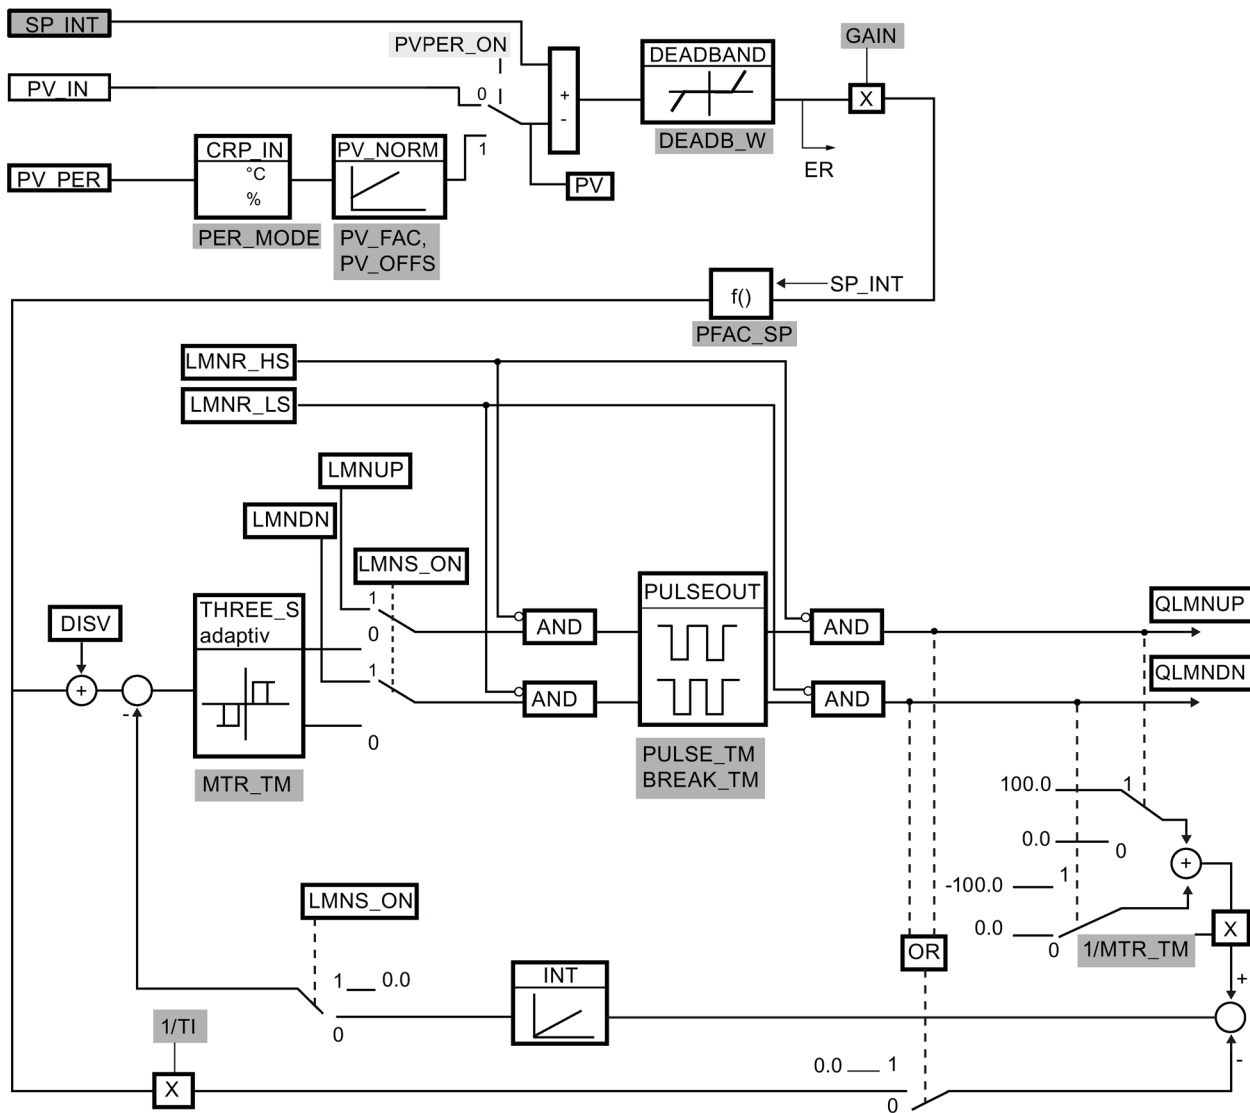 SP_INT
GAIN
PVPER_ON
DEADBAND
PV_IN
0
+
-
X
DEADB_W
CRP_IN
°C
%
PV_NORM
1
PV_PER
PV
ER
PER_MODE
PV_FAC,
PV_OFFS
f()
SP_INT
PFAC_SP
LMNR_HS
LMNR_LS
LMNUP
LMNDN
LMNS_ON
THREE_S
adaptiv
1
0
1
0
AND
AND
PULSEOUT
AND
AND
QLMNUP
QLMNDN
DISV
+
-
MTR_TM
PULSE_TM
BREAK_TM
100.0
1
0.0
0
+
-100.0
1
0.0
0
1/MTR_TM
X
OR
LMNS_ON
1
0.0
0
INT
+
-
1/TI
X
0.0
1
0